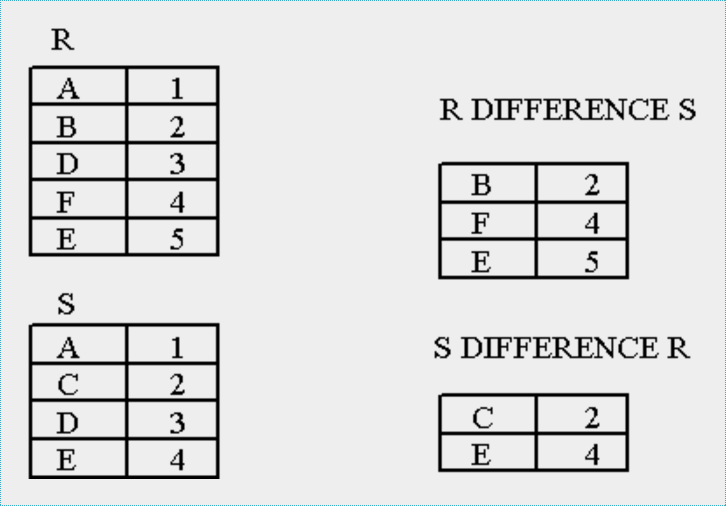 R
A 1
B 2
D 3
F 4
E 5
S
A 1
C 2
D 3
E 4
R DIFFERENCE S
B 2
F 4
E 5
S DIFFERENCE R
C 2
E 4